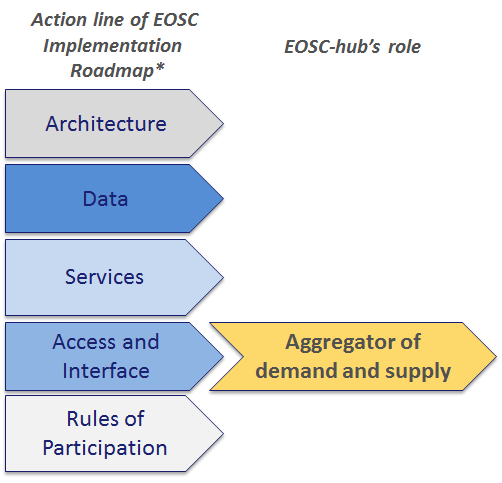 Action line of EOSC
Implementation
Roadmap*
EOSC-hub's role
Architecture
Data
Services
Access and
Interface
Aggregator of
demand and supply
Rules of
Participation